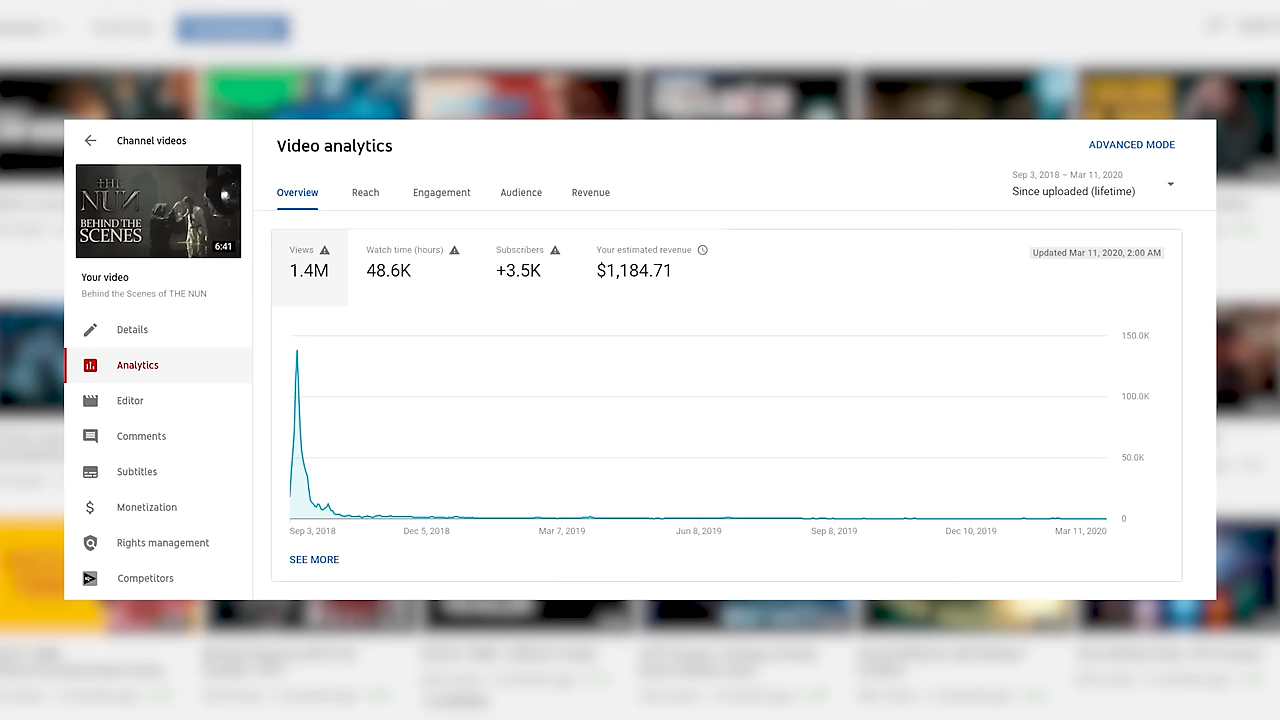 Channel videos
THE
NUN
BEHIND THE
SCENES
6:41
Your video
Behind the Scenes of THE NUN
Details
Analytics
Editor
Comments
Subtitles
Monetization
Rights management
Competitors
Video analytics
ADVANCED MODE
Overview
Reach
Engagement
Audience
Revenue
Sep 3, 2018 – Mar 11, 2020
Since uploaded (lifetime)
Views
1.4M
Watch time (hours)
48.6K
Subscribers
+3.5K
Your estimated revenue
$1,184.71
Updated Mar 11, 2020, 2:00 AM
150.0K
100.0K
50.0K
0
Sep 3, 2018
Dec 5, 2018
Mar 7, 2019
Jun 8, 2019
Sep 8, 2019
Dec 10, 2019
Mar 11, 2020
SEE MORE